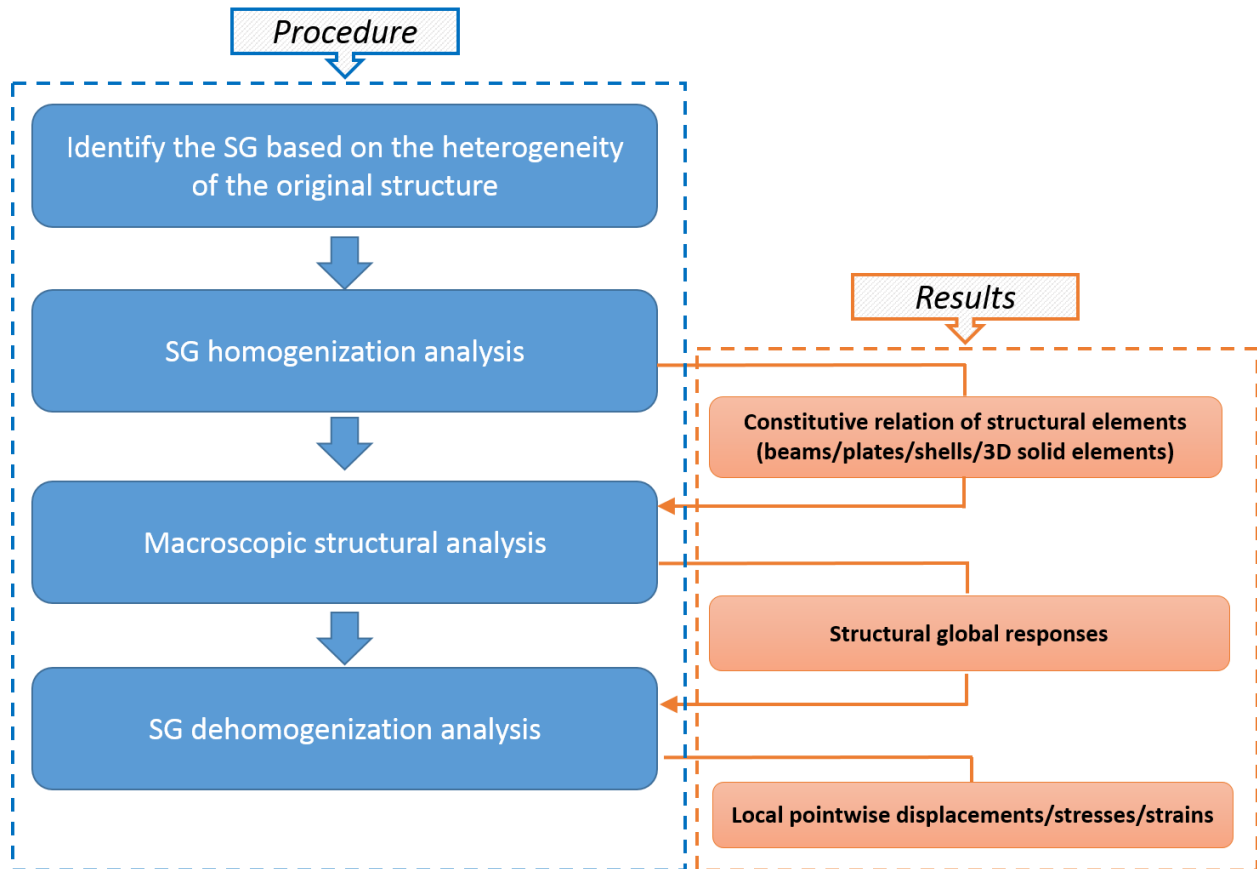 Procedure
Identify the SG based on the heterogeneity
of the original structure
SG homogenization analysis
Macroscopic structural analysis
SG dehomogenization analysis
Results
Constitutive relation of structural elements
(beams/plates/shells/3D solid elements)
Structural global responses
Local pointwise displacements/stresses/strains